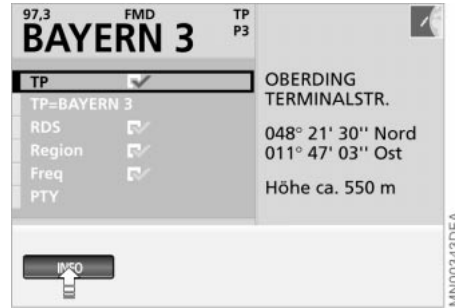 97,3 FMD TP
BAYERN 3 P3
TP
TP=BAYERN 3
RDS
Region
Freq
PTY
OBERDING
TERMINALSTR.
048° 21' 30'' Nord
011° 47' 03'' Ost
Höhe ca. 550 m
INFO
MN00343DEA